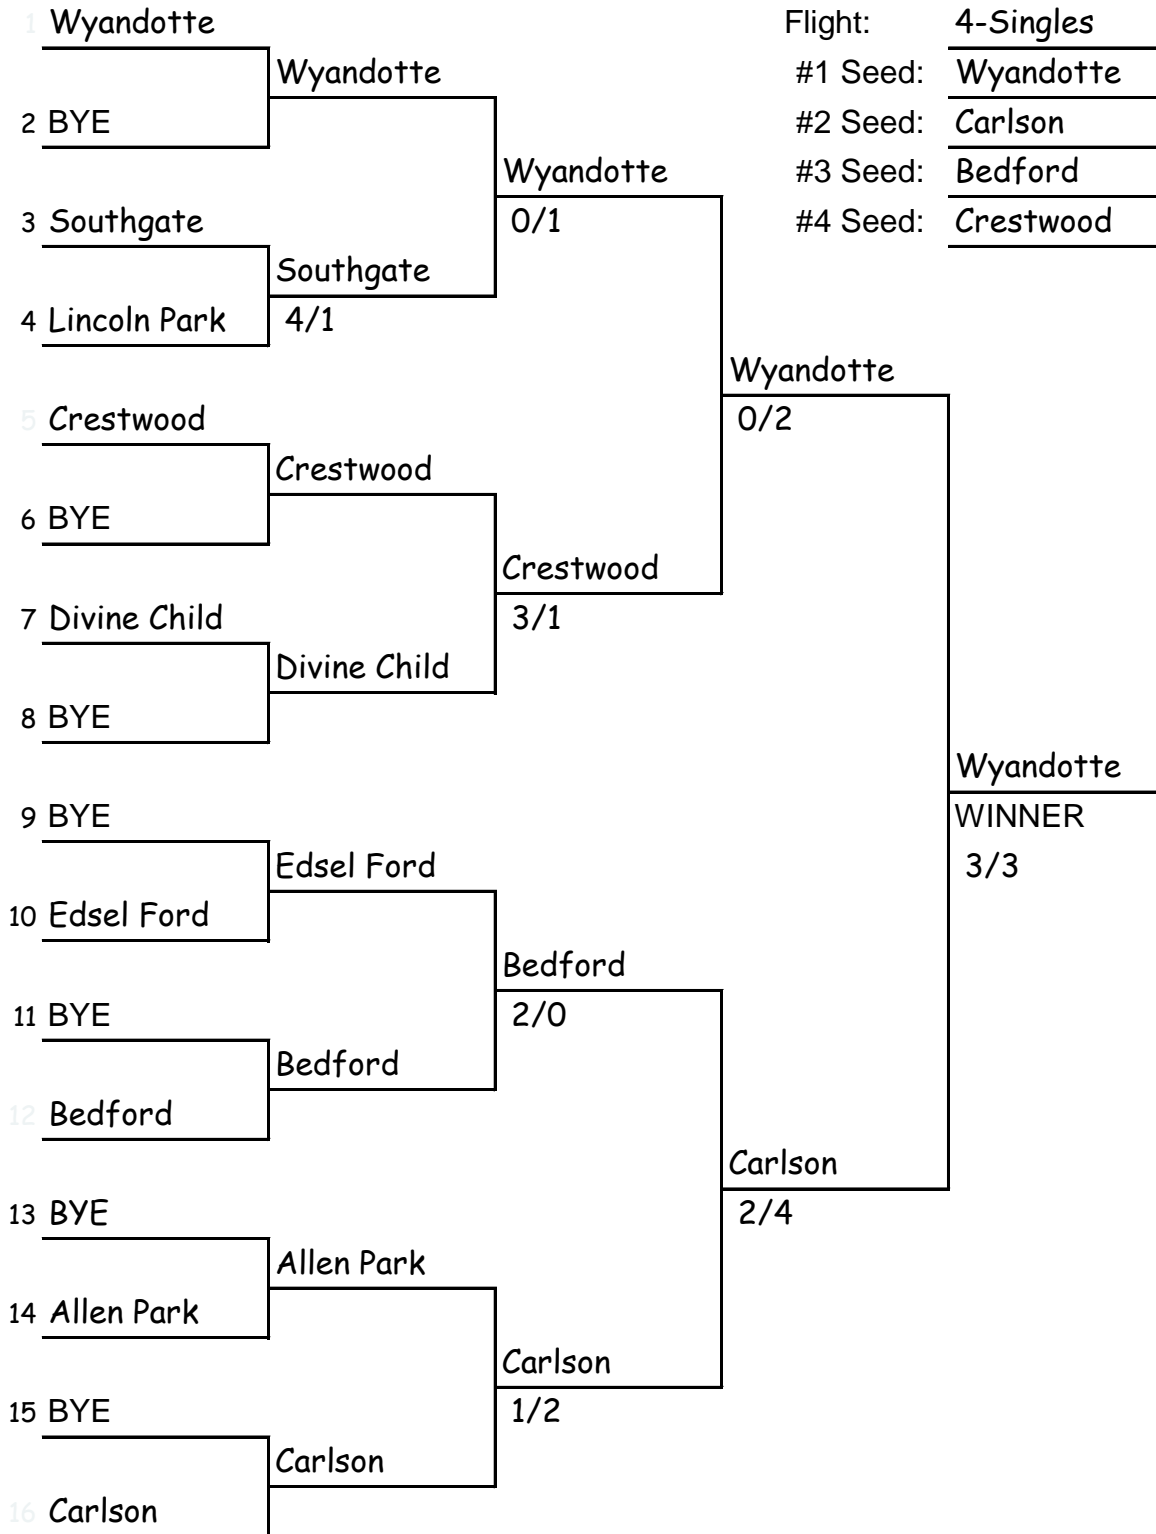 1 Wyandotte
Flight: 4-Singles
Wyandotte
#1 Seed: Wyandotte
2 BYE
#2 Seed: Carlson
Wyandotte
#3 Seed: Bedford
3 Southgate
0/1
#4 Seed: Crestwood
Southgate
4 Lincoln Park
4/1
Wyandotte
5 Crestwood
0/2
Crestwood
6 BYE
Crestwood
7 Divine Child
3/1
Divine Child
8 BYE
Wyandotte
9 BYE
WINNER
Edsel Ford
3/3
10 Edsel Ford
Bedford
11 BYE
2/0
Bedford
12 Bedford
Carlson
13 BYE
2/4
Allen Park
14 Allen Park
Carlson
15 BYE
1/2
Carlson
16 Carlson